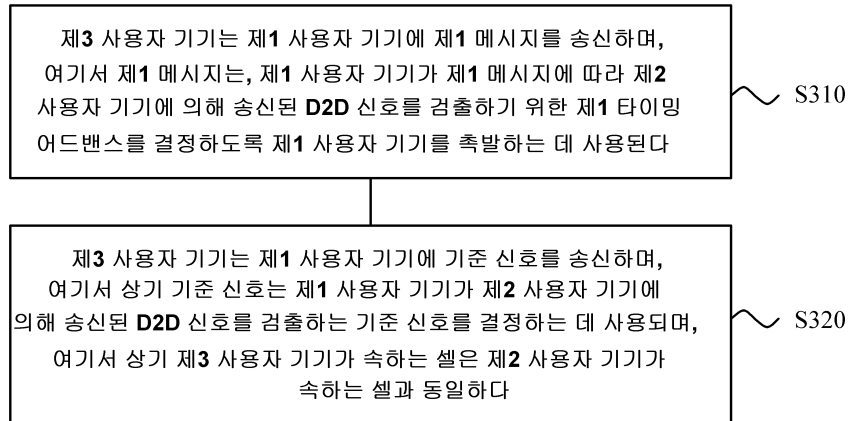 제3 사용자 기기는 제1 사용자 기기에 제1 메시지를 송신하며,
여기서 제1 메시지는, 제1 사용자 기기가 제1 메시지에 따라 제2
사용자 기기에 의해 송신된 D2D 신호를 검출하기 위한 제1 타이밍
어드밴스를 결정하도록 제1 사용자 기기를 촉발하는 데 사용된다
S310
제3 사용자 기기는 제1 사용자 기기에 기준 신호를 송신하며,
여기서 상기 기준 신호는 제1 사용자 기기가 제2 사용자 기기에
의해 송신된 D2D 신호를 검출하는 기준 신호를 결정하는 데 사용되며,
여기서 상기 제3 사용자 기기가 속하는 셀은 제2 사용자 기기가
속하는 셀과 동일하다
S320